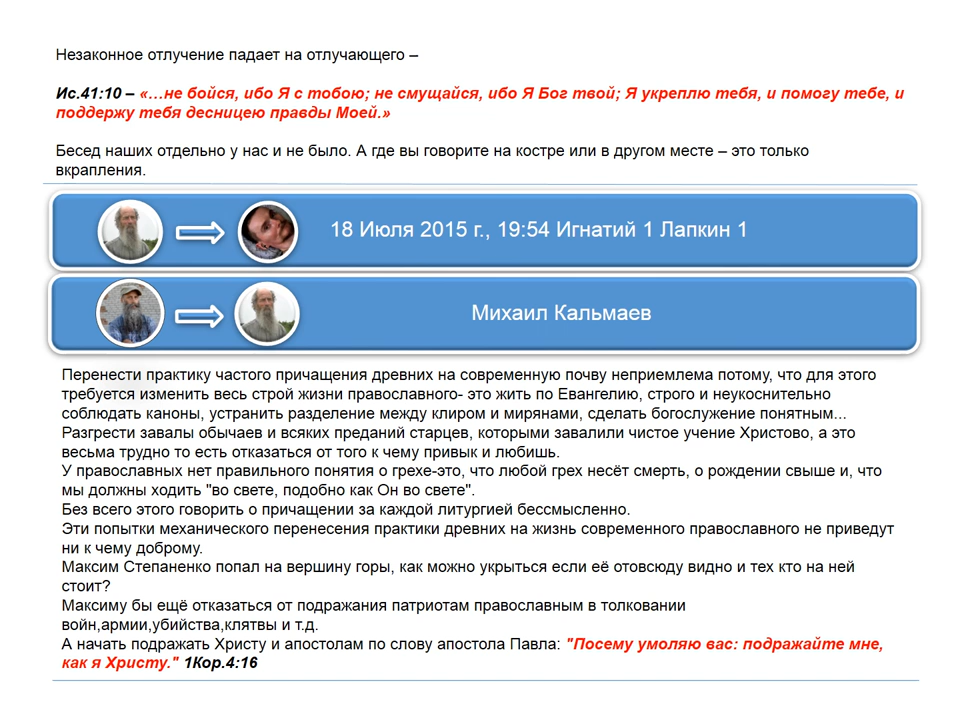 Незаконное отлучение падает на отлучающего –
Ис.41:10 – «…не бойся, ибо Я с тобою; не смущайся, ибо Я Бог твой; Я укреплю тебя, и помогу тебе, и
поддержу тебя десницею правды Моей.»
Бесед наших отдельно у нас и не было. А где вы говорите на костре или в другом месте – это только
вкрапления.
18 Июля 2015 г., 19:54 Игнатий 1 Лапкин 1
Михаил Кальмаев
Перенести практику частого причащения древних на современную почву неприемлема потому, что для этого
требуется изменить весь строй жизни православного- это жить по Евангелию, строго и неукоснительно
соблюдать каноны, устранить разделение между клиром и мирянами, сделать богослужение понятным...
Разгрести завалы обычаев и всяких преданий старцев, которыми завалили чистое учение Христово, а это
весьма трудно то есть отказаться от того к чему привык и любишь.
У православных нет правильного понятия о грехе-это, что любой грех несёт смерть, о рождении свыше и, что
мы должны ходить "во свете, подобно как Он во свете".
Без всего этого говорить о причащении за каждой литургией бессмысленно.
Эти попытки механического перенесения практики древних на жизнь современного православного не приведут
ни к чему доброму.
Максим Степаненко попал на вершину горы, как можно укрыться если её отовсюду видно и тех кто на ней
стоит?
Максиму бы ещё отказаться от подражания патриотам православным в толковании
войн,армии,убийства,клятвы и т.д.
А начать подражать Христу и апостолам по слову апостола Павла: "Посему умоляю вас: подражайте мне,
как я Христу." 1Кор.4:16